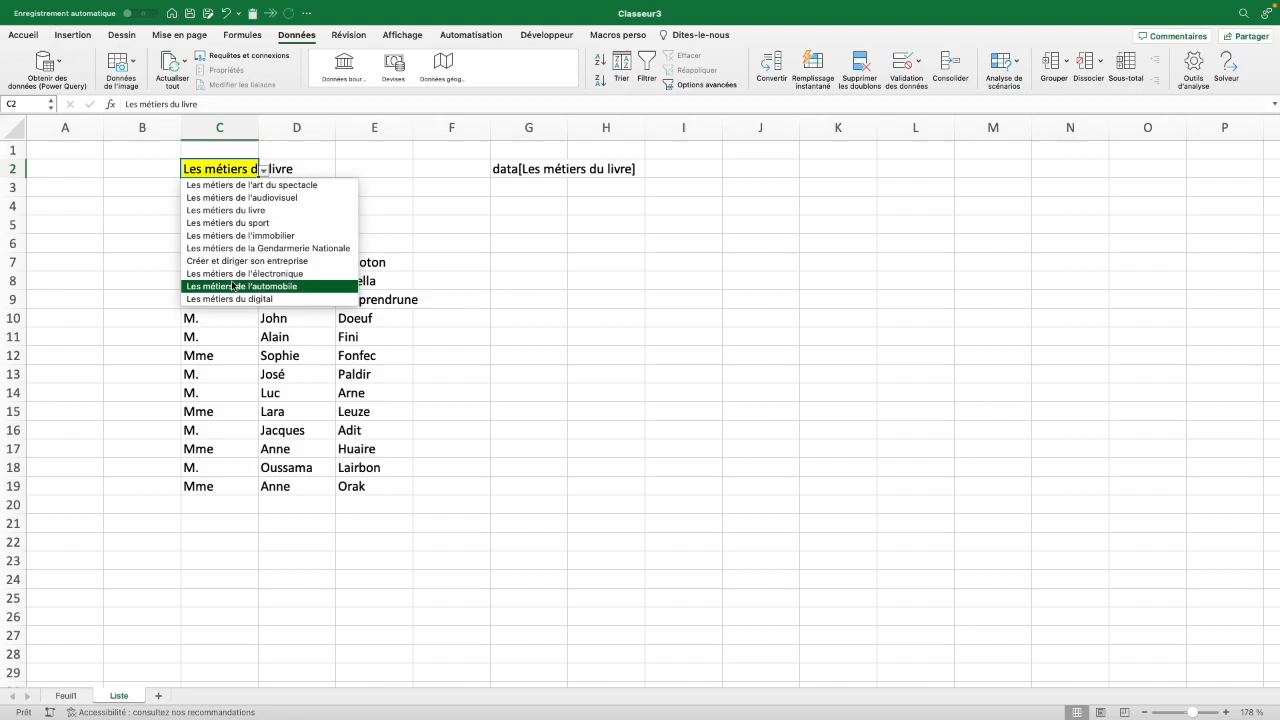 Enregistrement automatique
Classeur3
Accueil Insertion Dessin Mise en page Formules Données Révision Affichage Automatisation Développeur Macros perso Dites-le-nous Commentaires Partager
Obtenir des données (Power Query)
Données de l'image
Actualiser tout
Requêtes et connexions
Propriétés
Modifier les liaisons
Données bour...
Devises
Données géog...
Trier
Filtrer
Effacer
Réappliquer
Options avancées
Convertir
Remplissage instantané
Supprimer les doublons
Validation des données
Consolider
Analyse de scénarios
Grouper
Dissocier
Sous-total
Outils d'analyse
Solveur
C2 fx Les métiers du livre
A B C D E F G H I J K L M N O P
1
2 Les métiers d livre data[Les métiers du livre]
3 Les métiers de l'art du spectacle
Les métiers de l'audiovisuel
4 Les métiers du livre
5 Les métiers du sport
Les métiers de l'immobilier
6 Les métiers de la Gendarmerie Nationale
7 Créer et diriger son entreprise oton
8 Les métiers de l'électronique ella
Les métiers de l'automobile
9 Les métiers du digital prendrune
10 M. John Doeuf
11 M. Alain Fini
12 Mme Sophie Fonfec
13 M. José Paldir
14 M. Luc Arne
15 Mme Lara Leuze
16 M. Jacques Adit
17 Mme Anne Huaire
18 M. Oussama Lairbon
19 Mme Anne Orak
20
21
22
23
24
25
26
27
28
29
Feuil1 Liste
Prêt Accessibilité : consultez nos recommandations 178 %